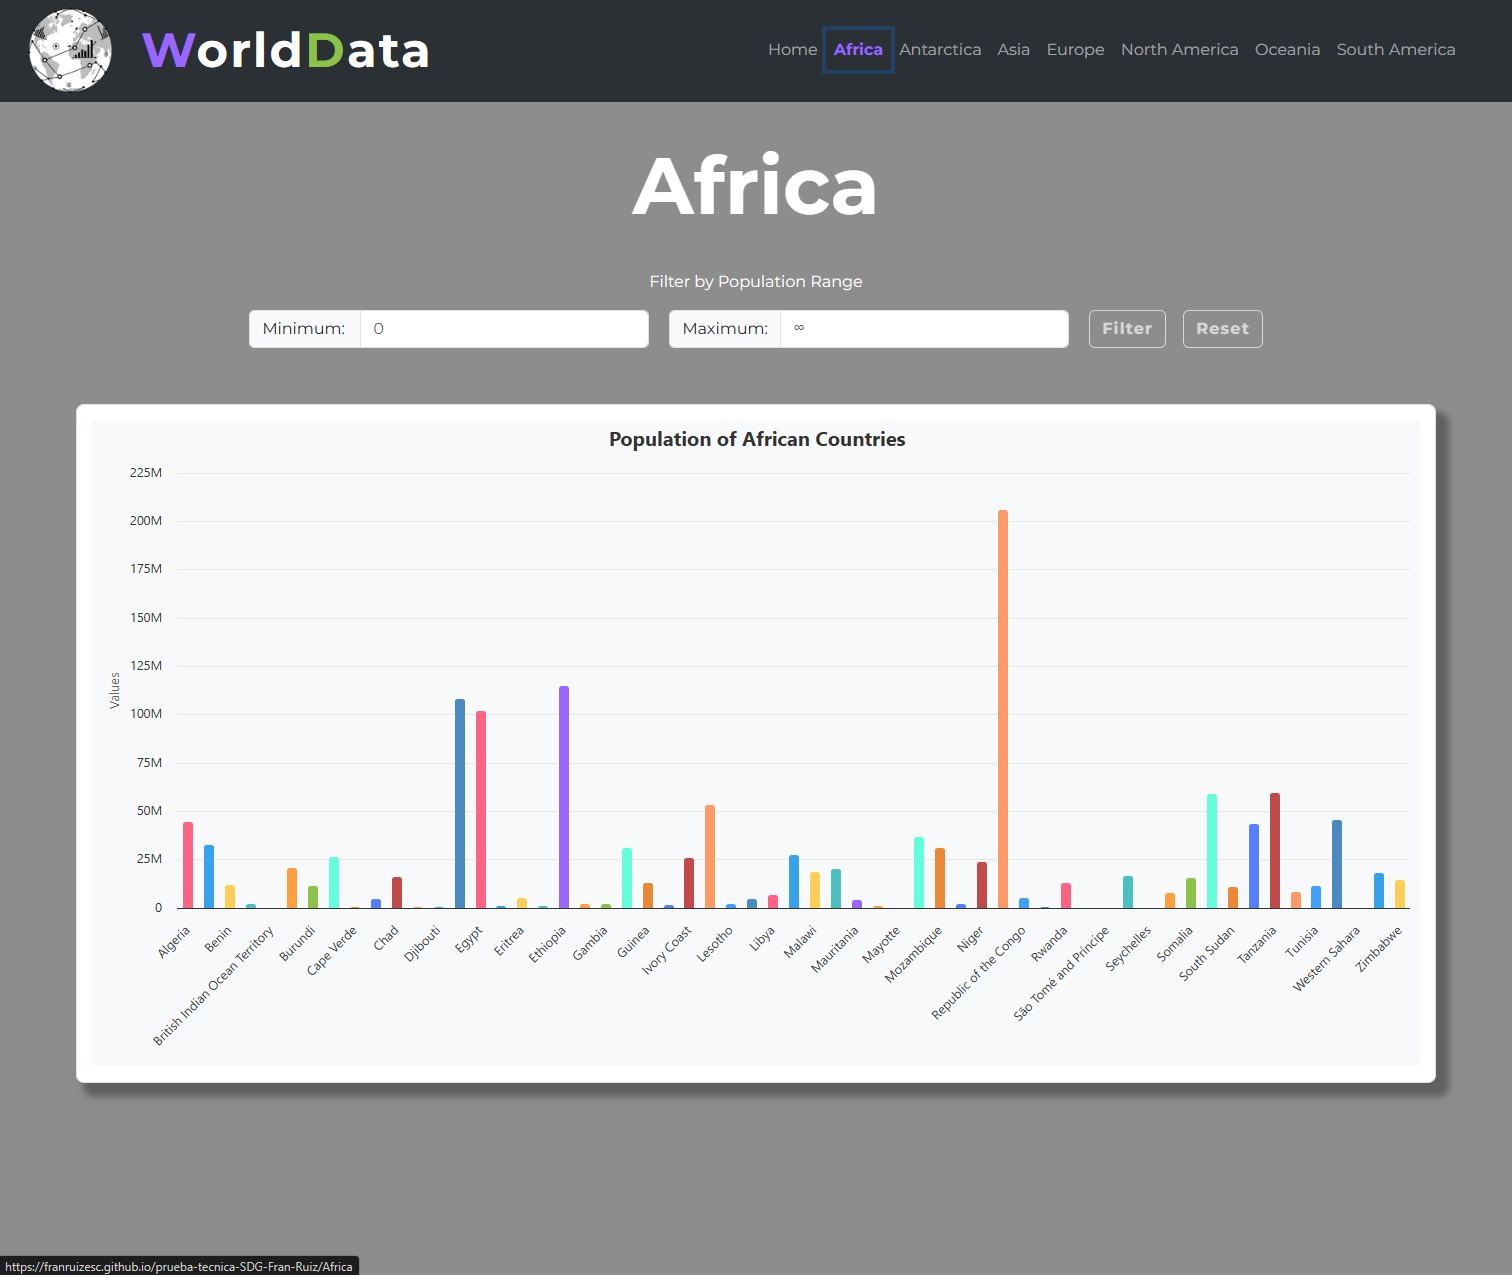 WorldData
Home Africa Antarctica Asia Europe North America Oceania South America
Africa
Filter by Population Range
Minimum: 0 Maximum: ∞ Filter Reset
Population of African Countries
225M
200M
175M
150M
125M
100M
75M
50M
25M
0
Values
Algeria
Benin
British Indian Ocean Territory
Burundi
Cape Verde
Chad
Djibouti
Egypt
Eritrea
Ethiopia
Gambia
Guinea
Ivory Coast
Lesotho
Libya
Malawi
Mauritania
Mayotte
Mozambique
Niger
Republic of the Congo
Rwanda
São Tomé and Príncipe
Seychelles
Somalia
South Sudan
Tanzania
Tunisia
Western Sahara
Zimbabwe
https://franruizesc.github.io/prueba-tecnica-SDG-Fran-Ruiz/Africa